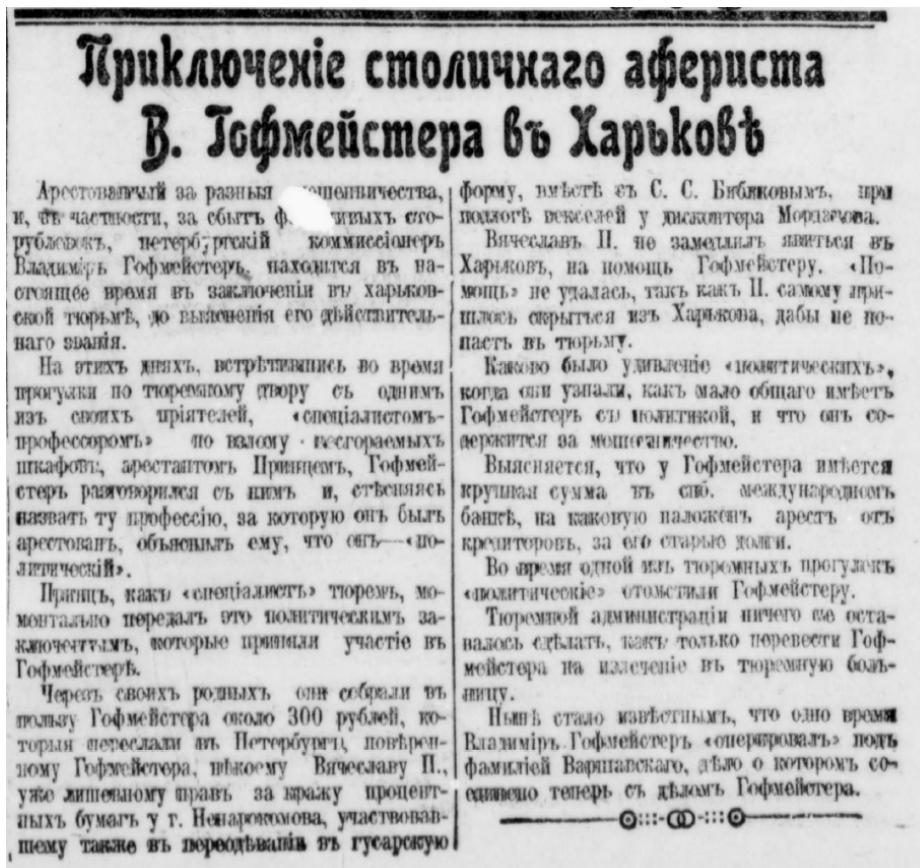 Приключеніе столичнаго афериста
В. Гофмейстера въ Харьковѣ
Арестованный за разныя мошенничества,
и, въ частности, за сбытъ фальшивыхъ сто-
рублевокъ, петербургскій коммиссіонеръ
Владиміръ Гофмейстеръ, находится въ на-
стоящее время въ заключеніи въ харьков-
ской тюрьмѣ, до выясненія его дѣйствитель-
наго званія.
На этихъ дняхъ, встрѣтившись во время
прогулки по тюремному двору съ однимъ
изъ своихъ пріятелей, «спеціалистомъ-
профессоромъ» по взлому несгораемыхъ
шкафовъ, арестантомъ Принцемъ, Гофмей-
стеръ разговорился съ нимъ и, стѣсняясь
назвать ту профессію, за которую онъ былъ
арестованъ, объяснилъ ему, что онъ—«по-
литическій».
Принцъ, какъ «спеціалистъ» тюремъ, мо-
ментально передалъ это политическимъ за-
ключеннымъ, которые приняли участіе въ
Гофмейстерѣ.
Черезъ своихъ родныхъ они собрали въ
пользу Гофмейстера около 300 рублей, ко-
торыя переслали въ Петербургъ, повѣрен-
ному Гофмейстера, нѣкоему Вячеславу П.,
уже лишенному правъ за кражу процент-
ныхъ бумагъ у г. Ненарокомова, участвовав-
шему также въ переодѣваніи въ гусарскую
форму, вмѣстѣ съ С. С. Бибиковымъ, при
подлогѣ векселей у дисконтера
Вячеславъ П. не замедлилъ явиться въ
Харьковъ, на помощь Гофмейстеру. «По-
мощь» не удалась, такъ какъ П. самому при-
шлось скрыться изъ Харькова, дабы не по-
пасть въ тюрьму.
Каково было удивленіе «политическихъ»,
когда они узнали, какъ мало общаго имѣетъ
Гофмейстеръ съ политикой, и что онъ со-
держится за мошенничество.
Выясняется, что у Гофмейстера имѣется
крупная сумма въ спб. международномъ
банкѣ, на каковую наложенъ арестъ отъ
кредиторовъ, за его старые долги.
Во время одной изъ тюремныхъ прогулокъ
«политическіе» отомстили Гофмейстеру.
Тюремной администраціи ничего не оста-
валось сдѣлать, какъ только перевести Гоф-
мейстера на излеченіе въ тюремную боль-
ницу.
Нынѣ стало извѣстнымъ, что одно время
Владиміръ Гофмейстеръ «оперировалъ» подъ
фамиліей Варшавскаго, дѣло о которомъ со-
единено теперь съ дѣломъ Гофмейстера.